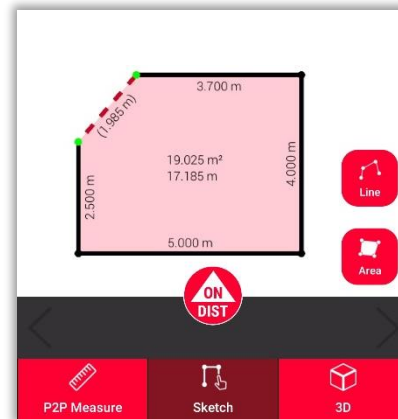 3.700 m
(1.985 m)
19.025 m²
17.185 m
2.500 m
4.000 m
5.000 m
Line
Area
ON
DIST
P2P Measure
Sketch
3D